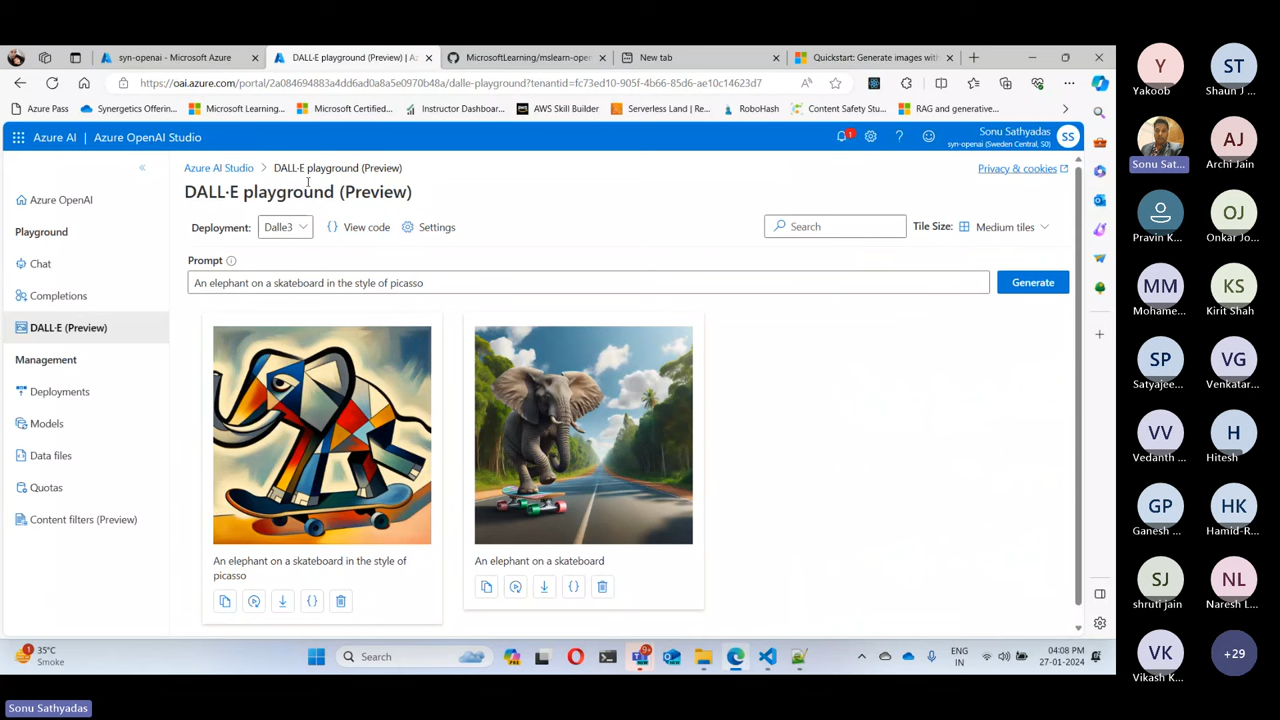 syn-openai - Microsoft Azure
DALL·E playground (Preview) | Az
MicrosoftLearning/mslearn-open
New tab
Quickstart: Generate images with
https://oai.azure.com/portal/2a084694883a4dd6ad0a8a5e0970b48a/dalle-playground?tenantid=fc73ed10-905f-4b66-85d6-ae10c14623d7
Azure Pass
Synergetics Offering...
Microsoft Learning...
Microsoft Certified...
Instructor Dashboar...
AWS Skill Builder
Serverless Land | Re...
RoboHash
Content Safety Stu...
RAG and generative...
Azure AI | Azure OpenAI Studio
1
Sonu Sathyadas
syn-openai (Sweden Central, S0)
SS
Azure AI Studio > DALL·E playground (Preview)
Privacy & cookies
DALL·E playground (Preview)
Deployment: Dalle3
View code
Settings
Search
Tile Size: Medium tiles
Azure OpenAI
Playground
Chat
Completions
DALL·E (Preview)
Management
Deployments
Models
Data files
Quotas
Content filters (Preview)
Prompt
An elephant on a skateboard in the style of picasso
Generate
An elephant on a skateboard in the style of
picasso
An elephant on a skateboard
1
35°C
Smoke
Search
9+
ENG
IN
04:08 PM
27-01-2024
Y
Yakoob
ST
Shaun J ...
Sonu Sat...
AJ
Archi Jain
Pravin K...
OJ
Onkar Jo...
MM
Mohame...
KS
Kirit Shah
SP
Satyajee...
VG
Venkatar...
VV
Vedanth ...
H
Hitesh
GP
Ganesh ...
HK
Hamid-R...
SJ
shruti jain
NL
Naresh L...
VK
Vikash K...
+29
Sonu Sathyadas